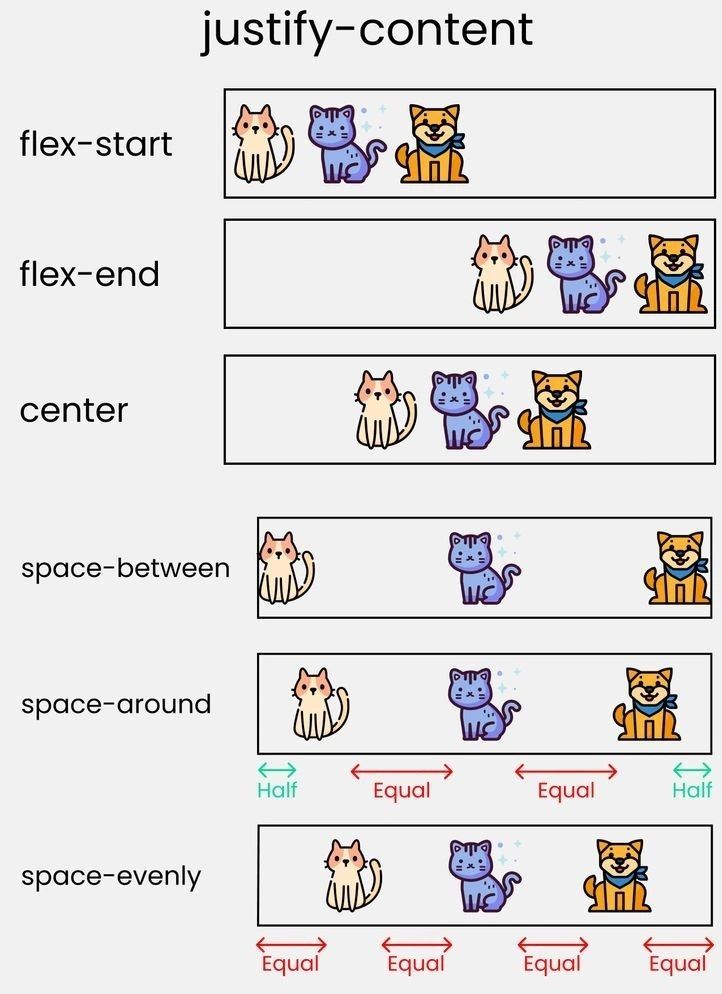 justify-content
flex-start
flex-end
center
space-between
space-around
Half Equal Equal Half
space-evenly
Equal Equal Equal Equal